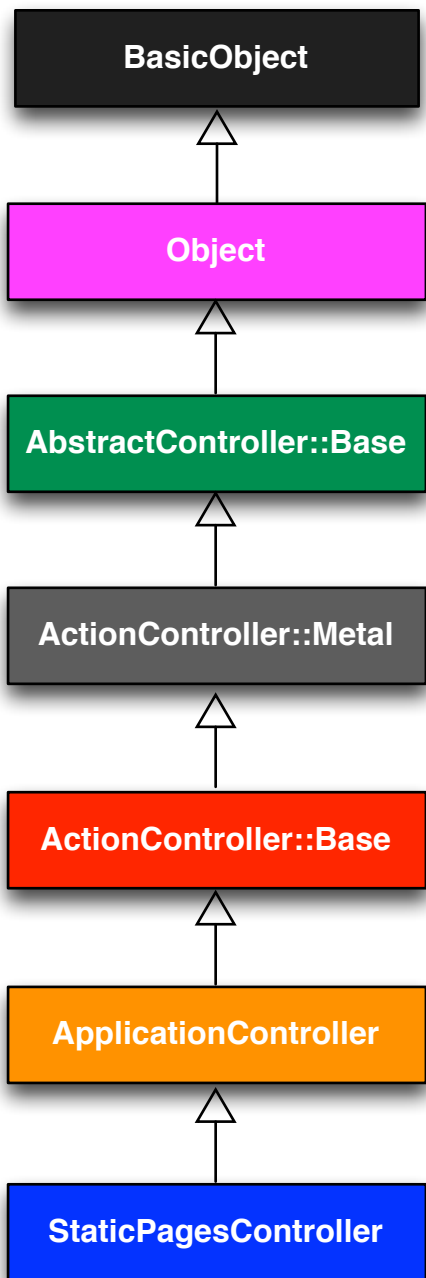 BasicObject
Object
AbstractController::Base
ActionController::Metal
ActionController::Base
ApplicationController
StaticPagesController